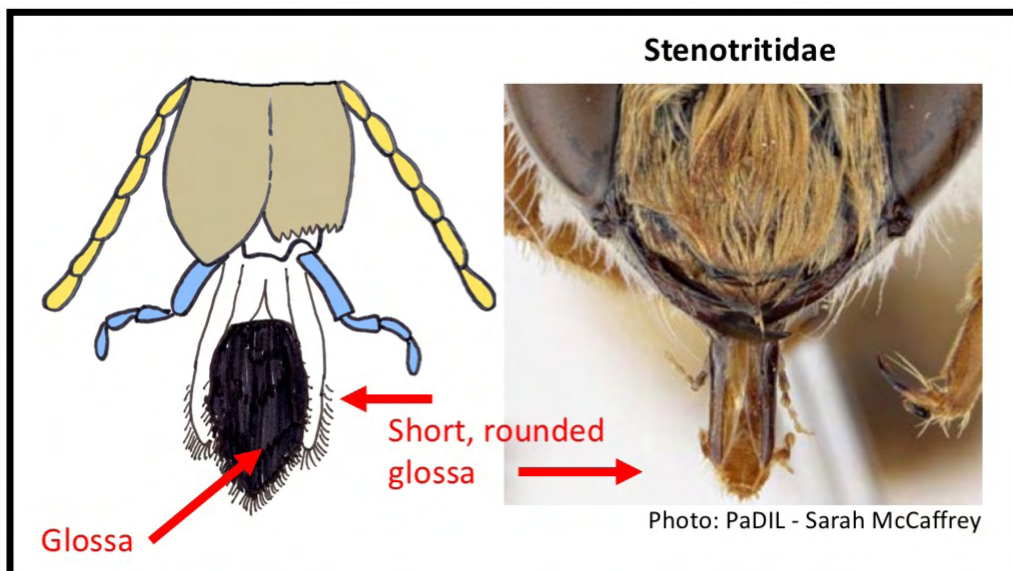 Stenotritidae
Short, rounded
glossa
Glossa
Photo: PaDIL - Sarah McCaffrey